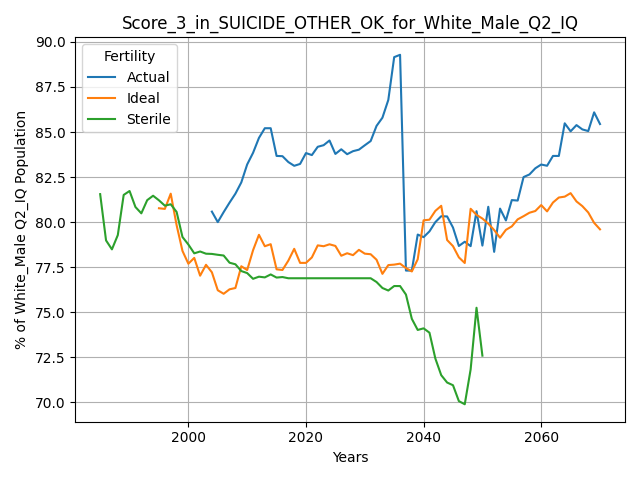 Score_3_in_SUICIDE_OTHER_OK_for_White_Male_Q2_IQ
% of White_Male Q2_IQ Population
90.0
87.5
85.0
82.5
80.0
77.5
75.0
72.5
70.0
Fertility
Actual
Ideal
Sterile
2000
2020
2040
2060
Years